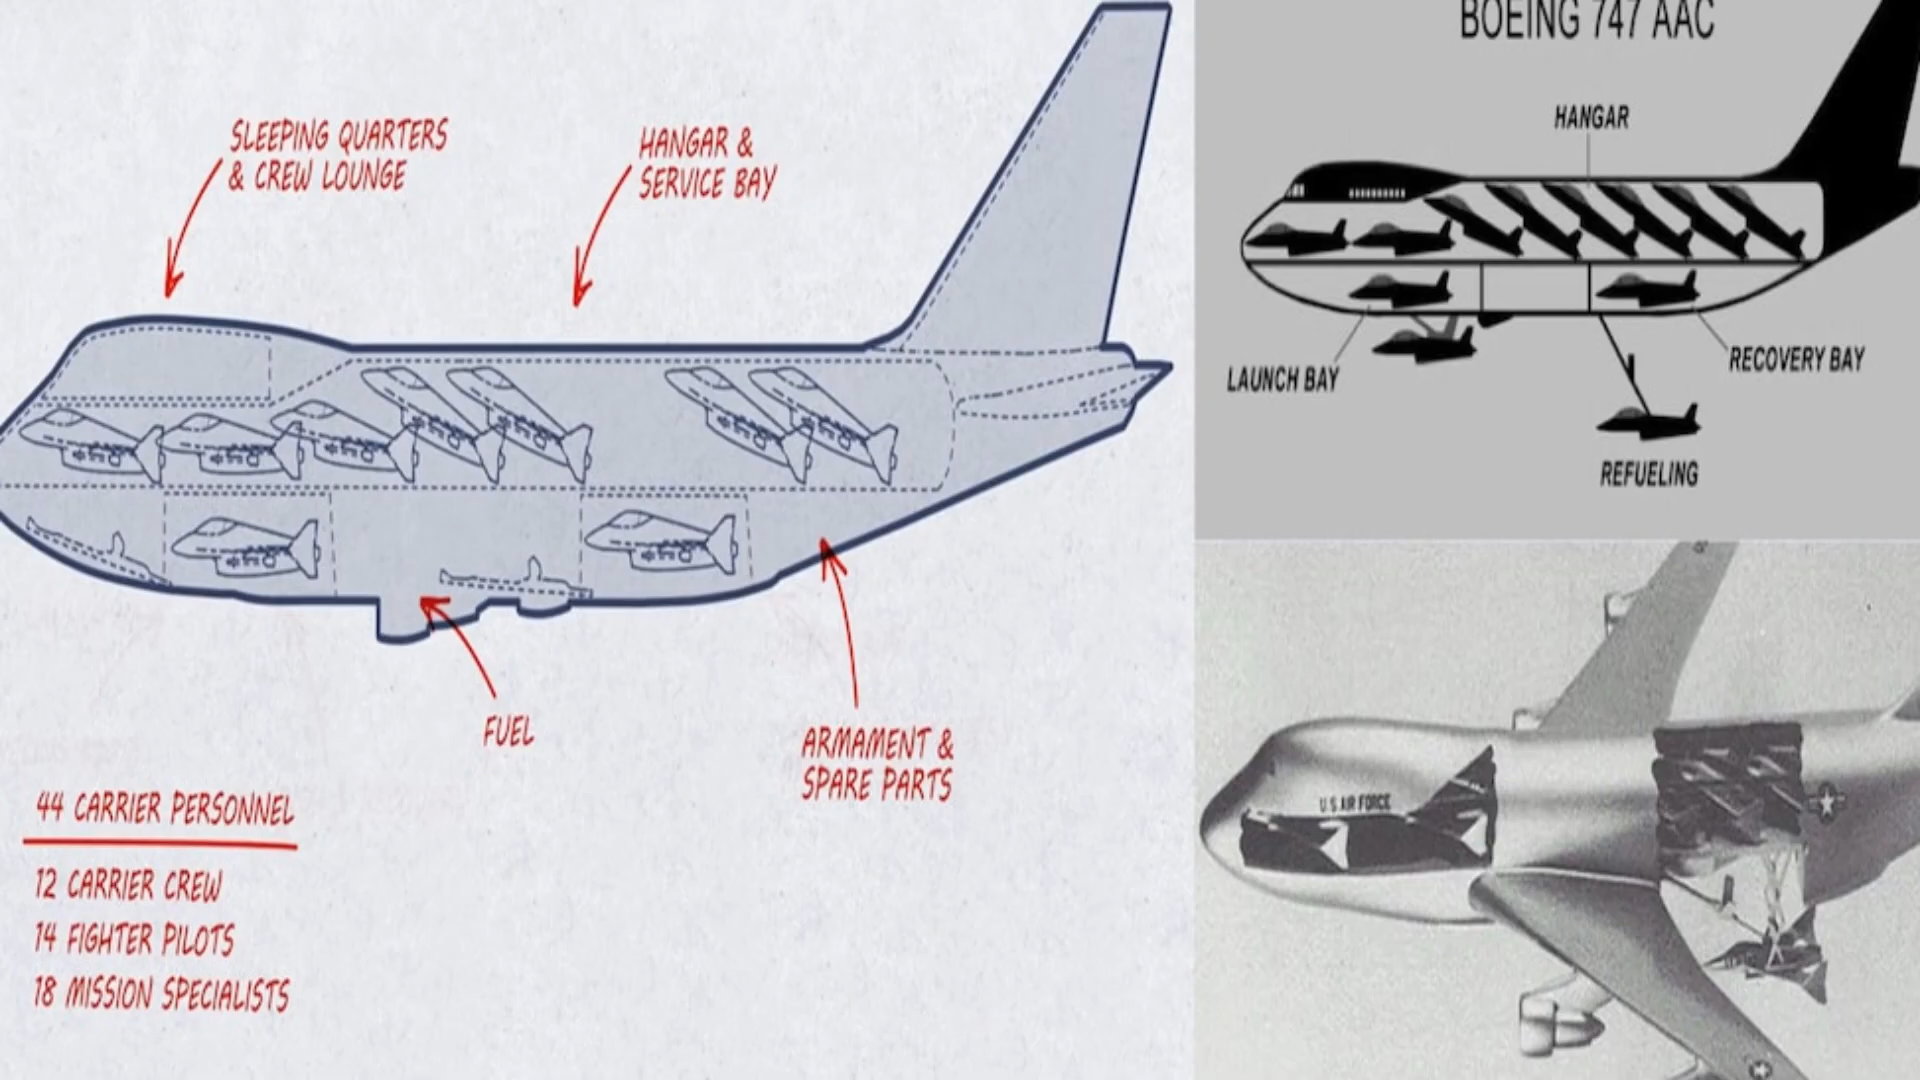 SLEEPING QUARTERS
& CREW LOUNGE
HANGAR &
SERVICE BAY
FUEL
ARMAMENT &
SPARE PARTS
44 CARRIER PERSONNEL
12 CARRIER CREW
14 FIGHTER PILOTS
18 MISSION SPECIALISTS
BOEING 747 AAC
HANGAR
LAUNCH BAY
RECOVERY BAY
REFUELING
U.S. AIR FORCE